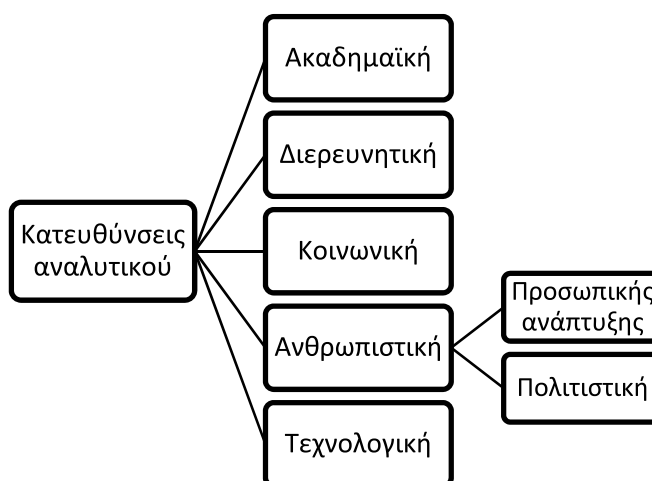 Κατευθύνσεις
αναλυτικού
Ακαδημαϊκή
Διερευνητική
Κοινωνική
Ανθρωπιστική
Τεχνολογική
Προσωπικής
ανάπτυξης
Πολιτιστική